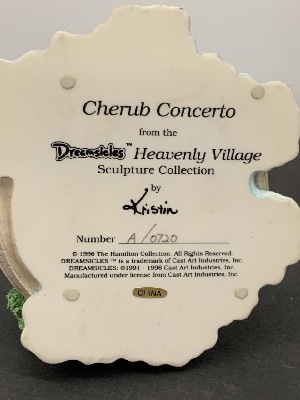 Cherub Concerto
from the
Dreamsicles™ Heavenly Village
Sculpture Collection
by
Kristin
Number A/0720
© 1996 The Hamilton Collection. All Rights Reserved.
DREAMSICLES ™ is a trademark of Cast Art Industries, Inc.
DREAMSICLES: ©1991 - 1996 Cast Art Industries, Inc.
Manufactured under license from Cast Art Industries, Inc
CHINA